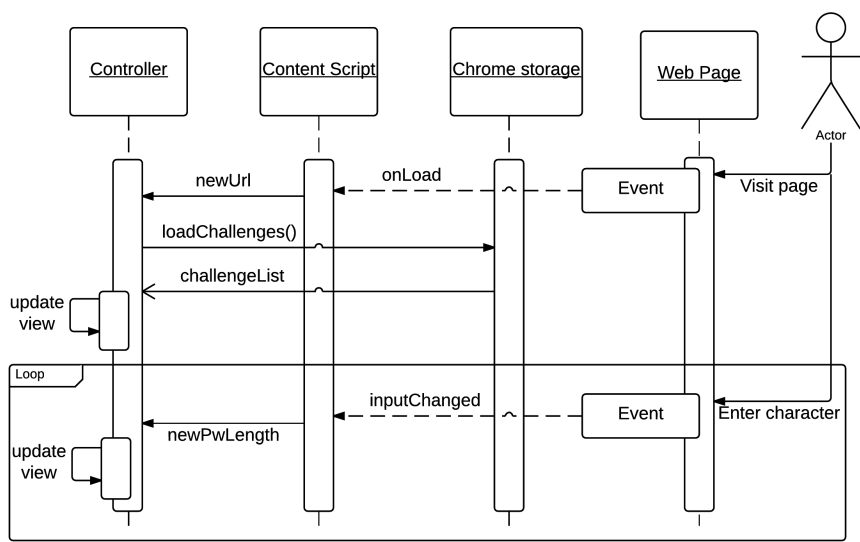 Controller
Content Script
Chrome storage
Web Page
Actor
newUrl
onLoad
Event
Visit page
loadChallenges()
challengeList
update
view
Loop
inputChanged
Event
Enter character
newPwLength
update
view